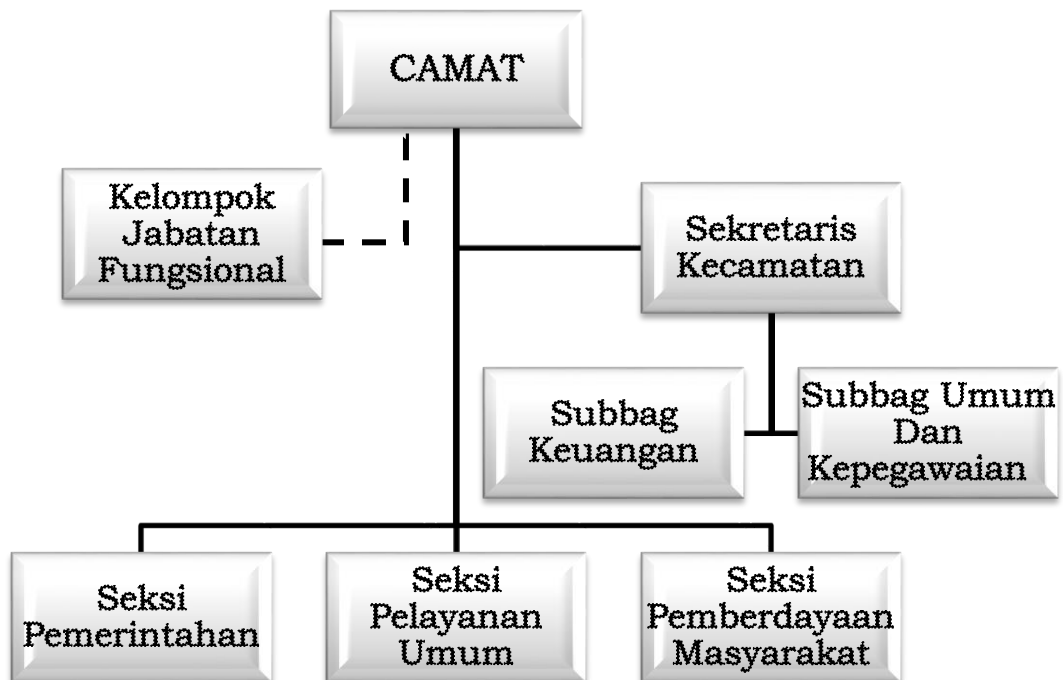 CAMAT
Kelompok
Jabatan
Fungsional
Sekretaris
Kecamatan
Subbag
Keuangan
Subbag Umum
Dan
Kepegawaian
Seksi
Pemerintahan
Seksi
Pelayanan
Umum
Seksi
Pemberdayaan
Masyarakat